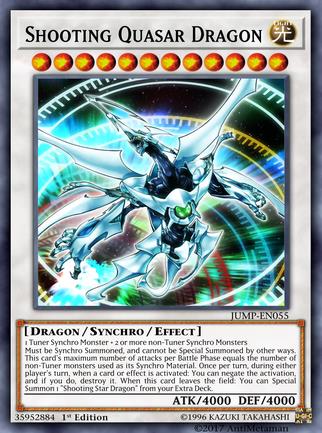 SHOOTING QUASAR DRAGON
LIGHT
光
JUMP-EN055
[DRAGON / SYNCHRO / EFFECT]
1 Tuner Synchro Monster + 2 or more non-Tuner Synchro Monsters
Must be Synchro Summoned, and cannot be Special Summoned by other ways.
This card's maximum number of attacks per Battle Phase equals the number of
non-Tuner monsters used as its Synchro Material. Once per turn, during either
player's turn, when a card or effect is activated: You can negate the activation,
and if you do, destroy it. When this card leaves the field: You can Special
Summon 1 "Shooting Star Dragon" from your Extra Deck.
ATK/4000 DEF/4000
35952884 1st Edition ©1996 KAZUKI TAKAHASHI
©2017 AntiMetaman